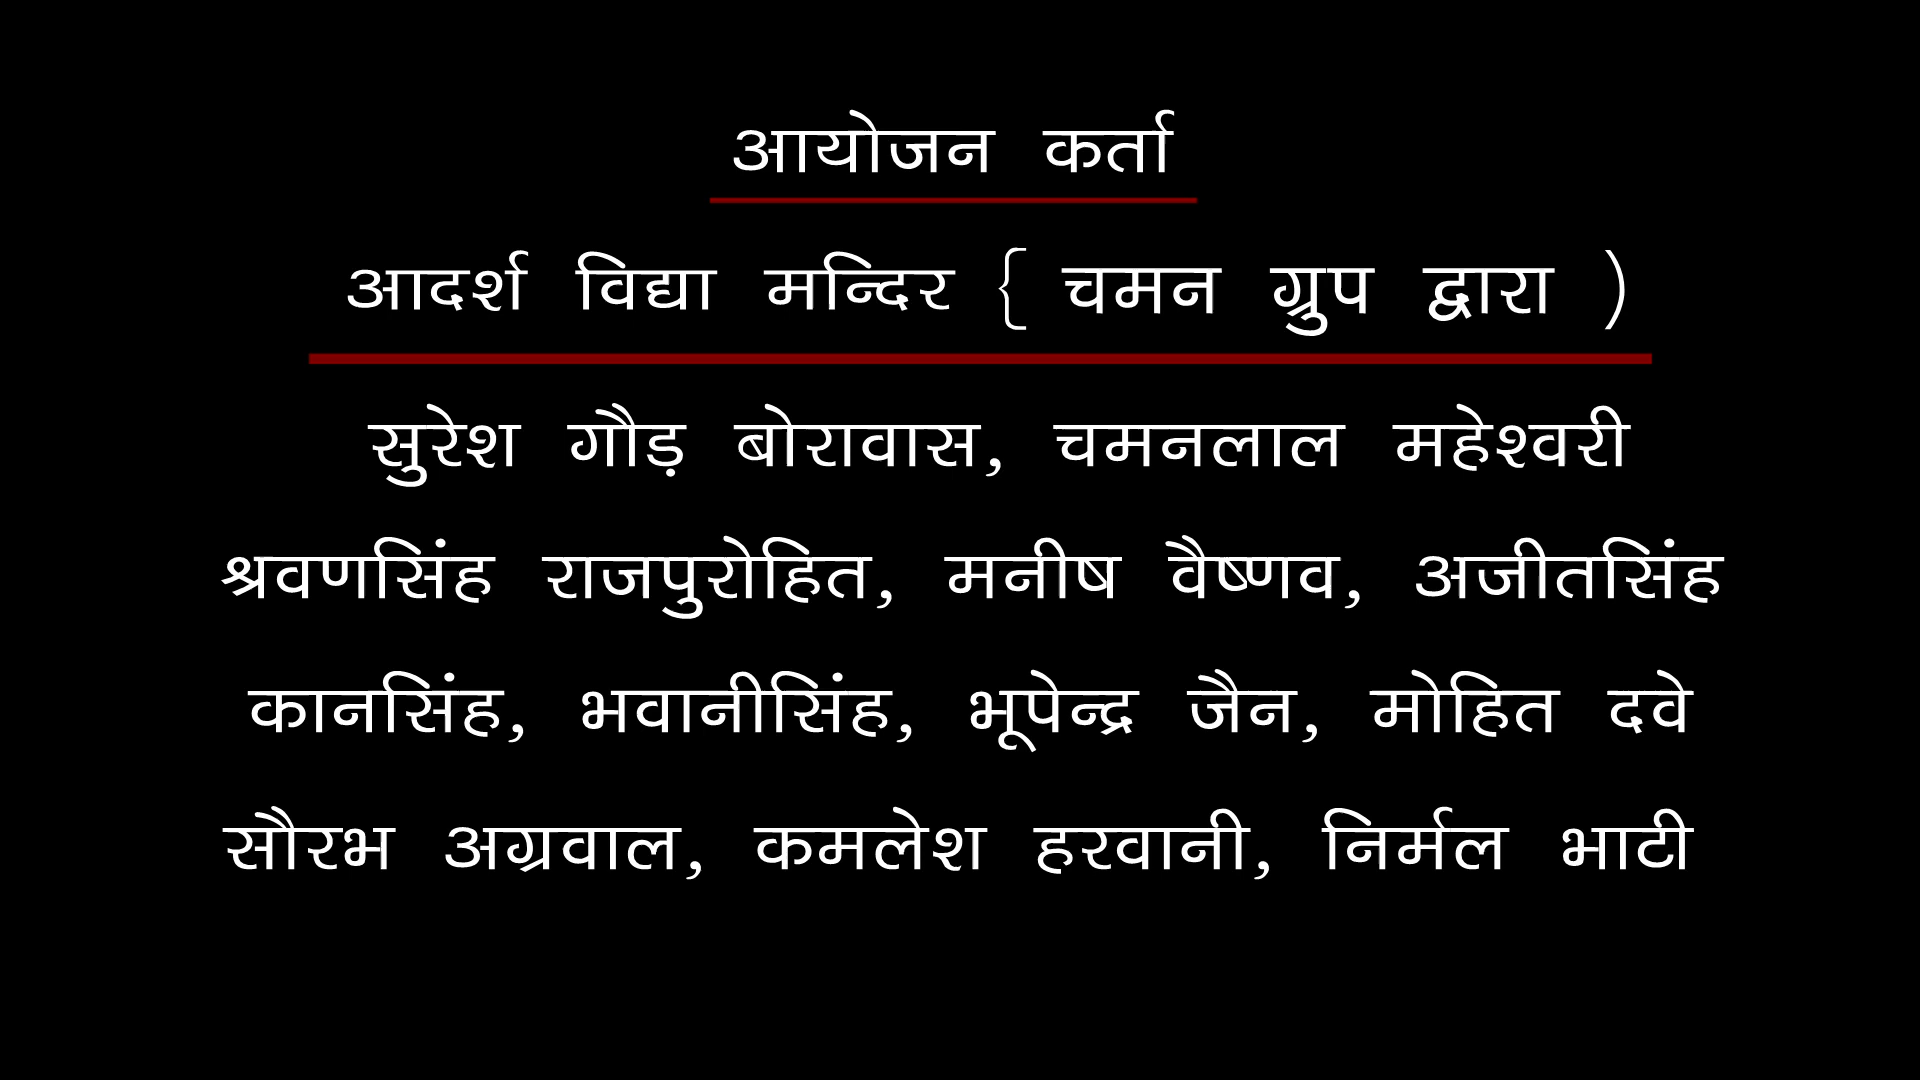 आयोजन कर्ता
आदर्श विद्या मन्दिर { चमन ग्रुप द्वारा )
सुरेश गौड़ बोरावास, चमनलाल महेश्वरी
श्रवणसिंह राजपुरोहित, मनीष वैष्णव, अजीतसिंह
कानसिंह, भवानीसिंह, भूपेन्द्र जैन, मोहित दवे
सौरभ अग्रवाल, कमलेश हरवानी, निर्मल भाटी